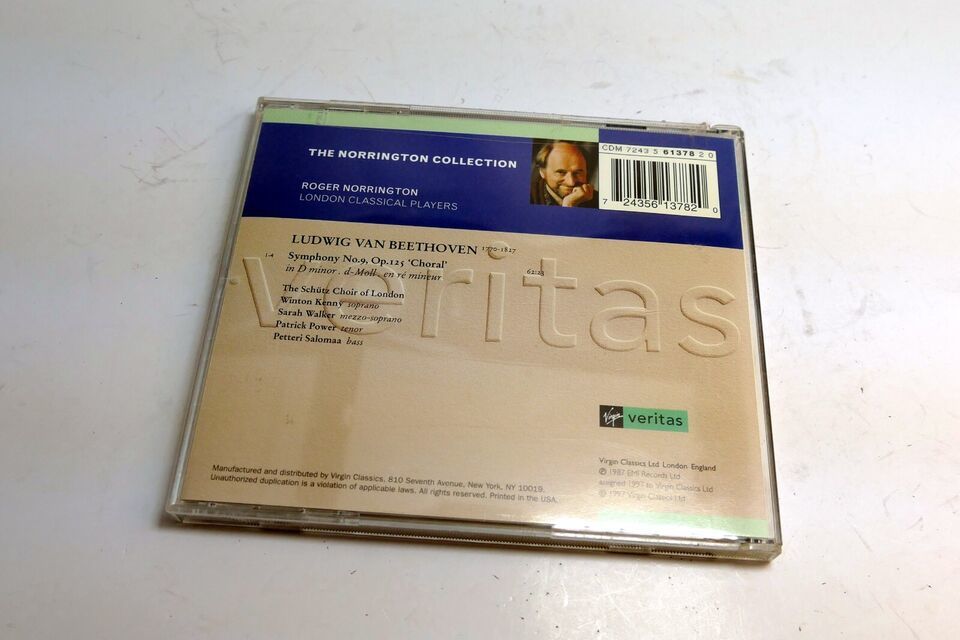 THE NORRINGTON COLLECTION
ROGER NORRINGTON
LONDON CLASSICAL PLAYERS
CDM 7243 5 61378 2 0
7 24356 13782 0
LUDWIG VAN BEETHOVEN 1770-1827
1-4 Symphony No.9, Op.125 'Choral' 62:23
in D minor . d-Moll . en ré mineur
The Schütz Choir of London
Winton Kenny soprano
Sarah Walker mezzo-soprano
Patrick Power tenor
Petteri Salomaa bass
veritas
Virgin veritas
Manufactured and distributed by Virgin Classics, 810 Seventh Avenue, New York, NY 10019.
Unauthorized duplication is a violation of applicable laws. All rights reserved. Printed in the USA.
Virgin Classics Ltd London England
℗ 1987 EMI Records Ltd
assigned 1997 to Virgin Classics Ltd
© 1997 Virgin Classics Ltd